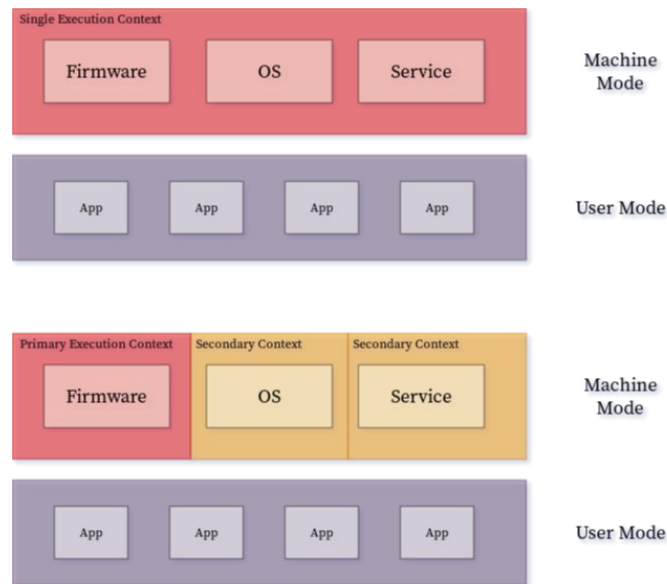 Single Execution Context
Firmware
OS
Service
Machine
Mode
App
App
App
App
User Mode
Primary Execution Context
Secondary Context
Secondary Context
Firmware
OS
Service
Machine
Mode
App
App
App
App
User Mode